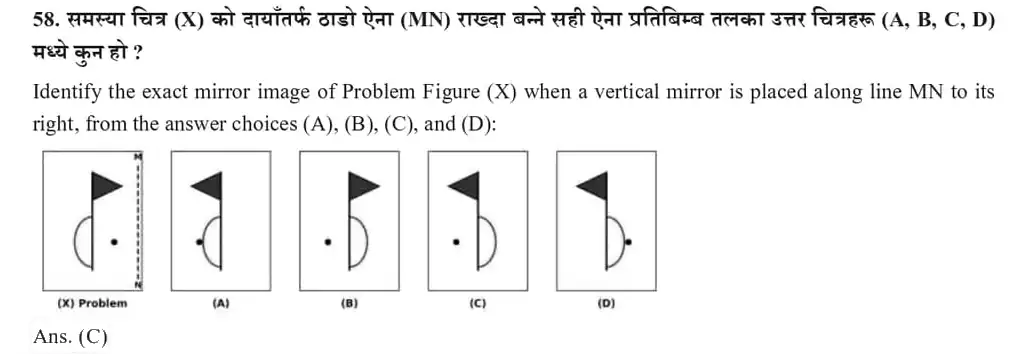 58. समस्या चित्र (X) को दायाँतर्फ ठाडो ऐना (MN) राख्दा बन्ने सही ऐना प्रतिबिम्ब तलका उत्तर चित्रहरू (A, B, C, D)
मध्ये कुन हो ?
Identify the exact mirror image of Problem Figure (X) when a vertical mirror is placed along line MN to its
right, from the answer choices (A), (B), (C), and (D):
M
N
(X) Problem (A) (B) (C) (D)
Ans. (C)